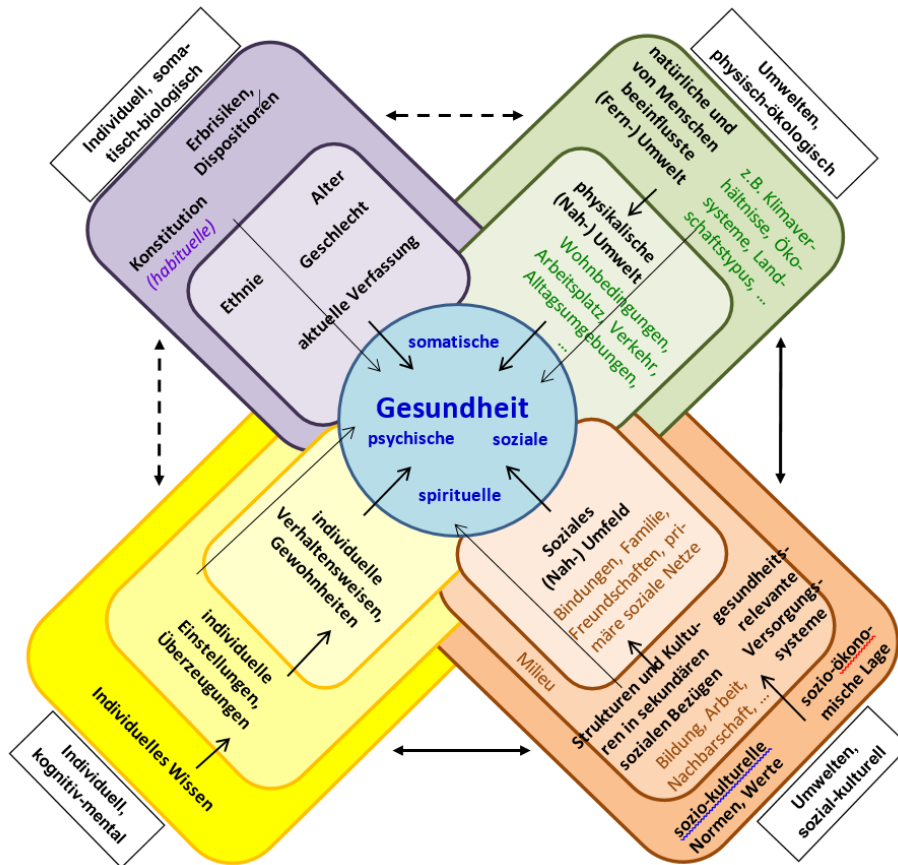 Individuell, soma-
tisch-biologisch
Erbrisiken,
Dispositionen
Konstitution
(habituelle)
Alter
Geschlecht
Ethnie
aktuelle Verfassung
Umwelten,
physisch-ökologisch
natürliche und
von Menschen
beeinflusste
(Fern-) Umwelt
z.B. Klimaver-
hältnisse, Öko-
systeme, Land-
schaftstypus, ...
physikalische
(Nah-) Umwelt
Wohnbedingungen,
Arbeitsplatz, Verkehr,
Alltagsumgebungen,
...
somatische
Gesundheit
psychische
soziale
spirituelle
individuelle
Verhaltensweisen,
Gewohnheiten
individuelle
Einstellungen,
Überzeugungen
Individuelles Wissen
Individuell,
kognitiv-mental
Soziales
(Nah-) Umfeld
Bindungen, Familie,
Freundschaften, pri-
märe soziale Netze
Milieu
Strukturen und Kultu-
ren in sekundären
sozialen Bezügen
Bildung, Arbeit,
Nachbarschaft, ...
gesundheits-
relevante
Versorgungs-
systeme
sozio-ökono-
mische Lage
sozio-kulturelle
Normen, Werte
Umwelten,
sozial-kulturell